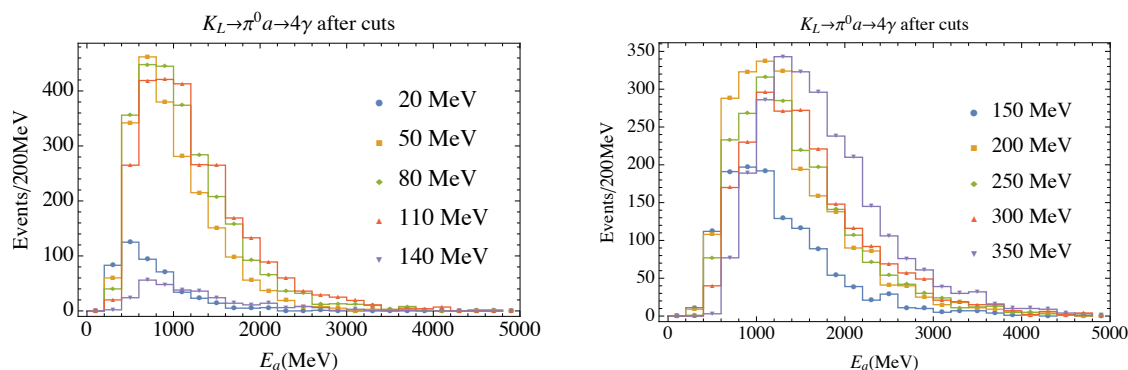 K_L→π⁰a→4γ after cuts
Events/200MeV
400
300
200
100
0
20 MeV
50 MeV
80 MeV
110 MeV
140 MeV
0 1000 2000 3000 4000 5000
E_a(MeV)
K_L→π⁰a→4γ after cuts
Events/200MeV
350
300
250
200
150
100
50
0
150 MeV
200 MeV
250 MeV
300 MeV
350 MeV
0 1000 2000 3000 4000 5000
E_a(MeV)